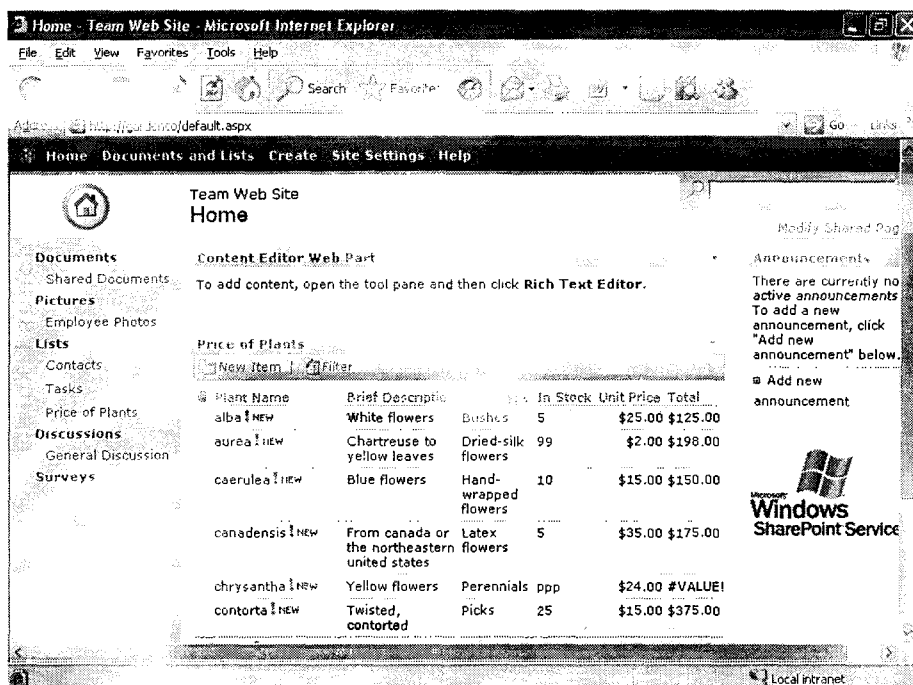 Home - Team Web Site - Microsoft Internet Explorer
File Edit View Favorites Tools Help
Search Favorites
/default.aspx
Go Links
Home Documents and Lists Create Site Settings Help
Team Web Site
Home
Modify Shared Pag
Documents
Shared Documents
Pictures
Employee Photos
Lists
Contacts
Tasks
Price of Plants
Discussions
General Discussion
Surveys
Content Editor Web Part
To add content, open the tool pane and then click Rich Text Editor.
Price of Plants
New Item Filter
Plant Name Brief Descriptio In Stock Unit Price Total
alba ! NEW White flowers Bushes 5 $25.00 $125.00
aurea ! NEW Chartreuse to Dried-silk 99 $2.00 $198.00
yellow leaves flowers
caerulea ! NEW Blue flowers Hand- 10 $15.00 $150.00
wrapped
flowers
canadensis ! NEW From canada or Latex 5 $35.00 $175.00
the northeastern flowers
united states
chrysantha ! NEW Yellow flowers Perennials ppp $24.00 #VALUE!
contorta ! NEW Twisted, Picks 25 $15.00 $375.00
contorted
Announcements
There are currently no
active announcements
To add a new
announcement, click
"Add new
announcement" below.
Add new
announcement
Microsoft
Windows
SharePoint Service
Local intranet